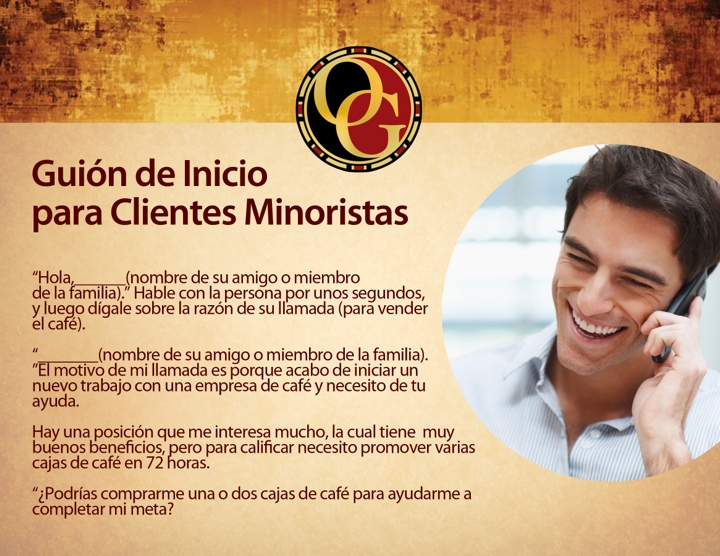 OG
Guión de Inicio
para Clientes Minoristas
“Hola,______(nombre de su amigo o miembro
de la familia).” Hable con la persona por unos segundos,
y luego dígale sobre la razón de su llamada (para vender
el café).
“_______(nombre de su amigo o miembro de la familia).
”El motivo de mi llamada es porque acabo de iniciar un
nuevo trabajo con una empresa de café y necesito de tu
ayuda.
Hay una posición que me interesa mucho, la cual tiene  muy
buenos beneficios, pero para calificar necesito promover varias
cajas de café en 72 horas.
“¿Podrías comprarme una o dos cajas de café para ayudarme a
completar mi meta?